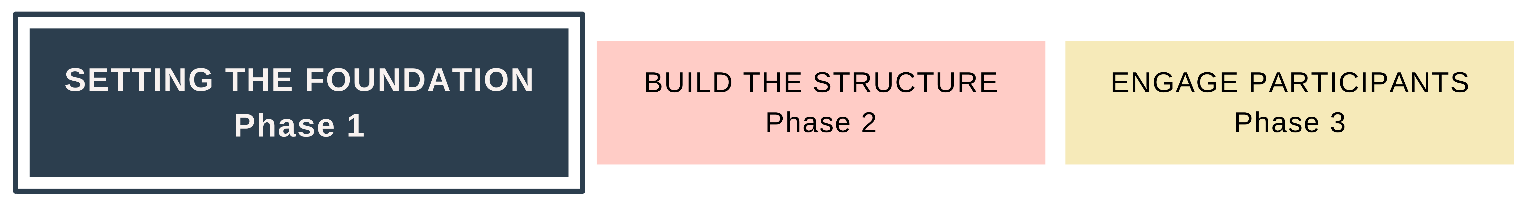 SETTING THE FOUNDATION
Phase 1
BUILD THE STRUCTURE
Phase 2
ENGAGE PARTICIPANTS
Phase 3